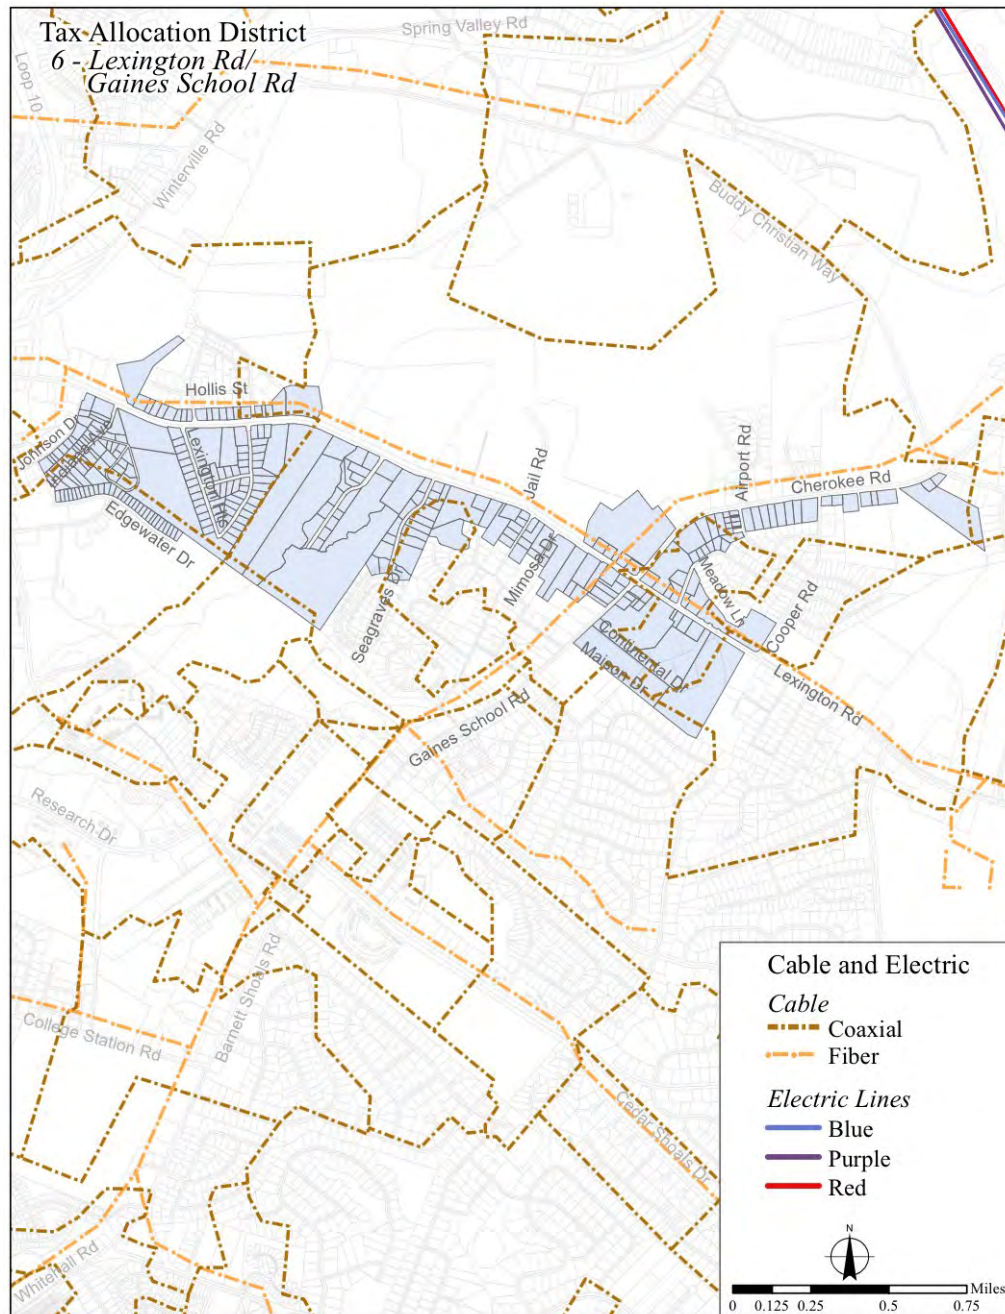 Tax Allocation District
6 - Lexington Rd/
Gaines School Rd
Spring Valley Rd
Loop 10
Winterville Rd
Buddy Christian Way
Hollis St
Johnson Dr
Lexington Hts
Edgewater Dr
Seagraves Dr
Jail Rd
Mimosa Dr
Airport Rd
Cherokee Rd
Meadow Ln
Cooper Rd
Continental Dr
Maison Dr
Lexington Rd
Gaines School Rd
Research Dr
Barnett Shoals Rd
College Station Rd
Cedar Shoals Dr
Whitehall Rd
Cable and Electric
Cable
Coaxial
Fiber
Electric Lines
Blue
Purple
Red
N
Miles
0 0.125 0.25 0.5 0.75